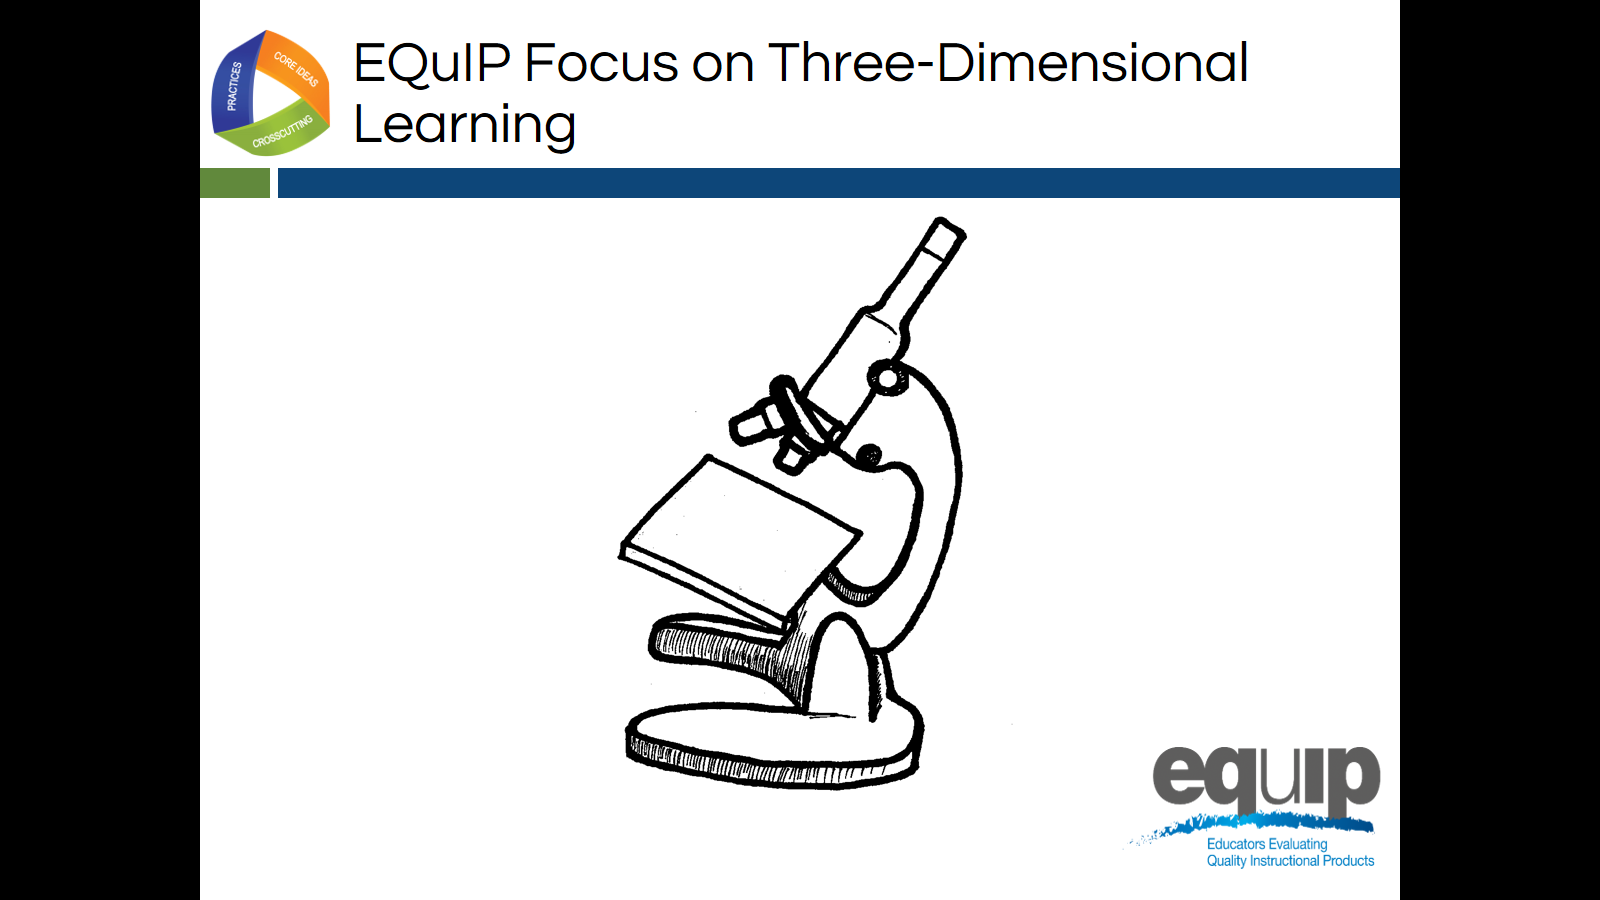 PRACTICES
CORE IDEAS
CROSSCUTTING
EQuIP Focus on Three-Dimensional
Learning
equip
Educators Evaluating
Quality Instructional Products